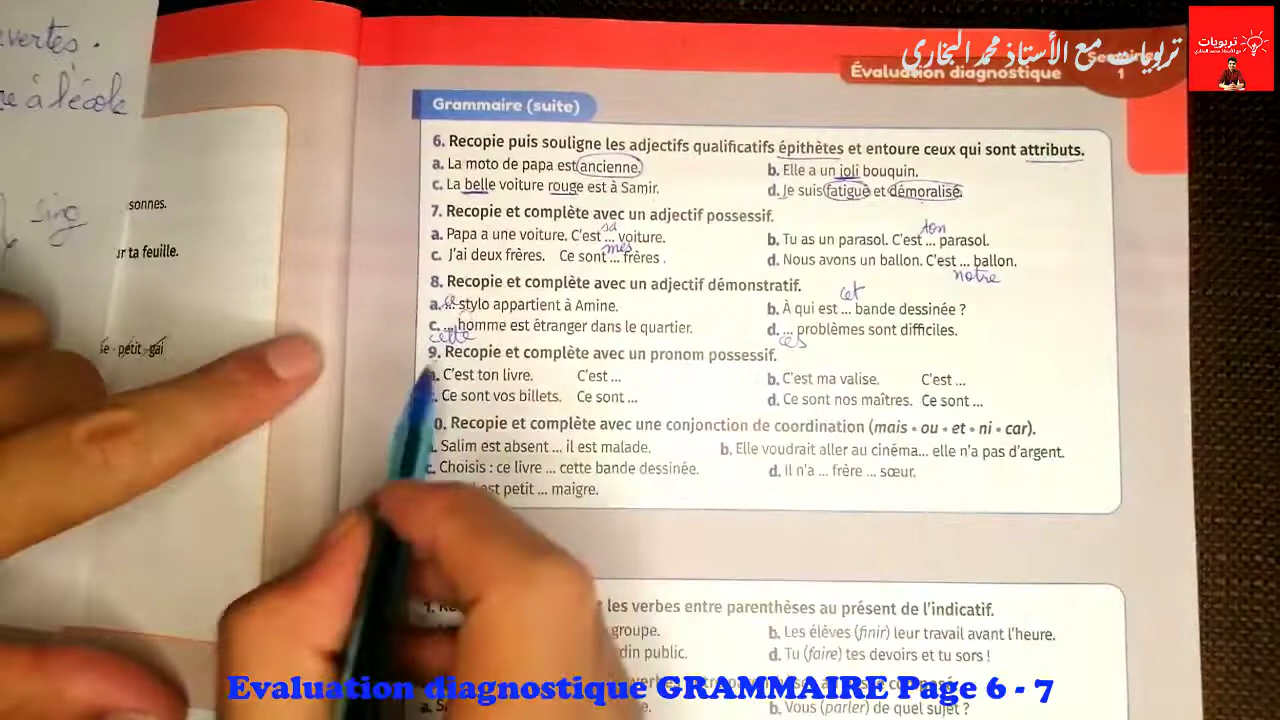 vertes.
re à l'école
sonnes.
ur ta feuille.
se - petit - gai
تربويات مع الأستاذ محمد البخاري
تربويات
Semaine 1
Évaluation diagnostique
Grammaire (suite)
6. Recopie puis souligne les adjectifs qualificatifs épithètes et entoure ceux qui sont attributs.
a. La moto de papa est ancienne.
b. Elle a un joli bouquin.
c. La belle voiture rouge est à Samir.
d. Je suis fatigué et démoralisé.
7. Recopie et complète avec un adjectif possessif.
sa
ton
a. Papa a une voiture. C'est ... voiture.
b. Tu as un parasol. C'est ... parasol.
mes
c. J'ai deux frères. Ce sont ... frères .
d. Nous avons un ballon. C'est ... ballon.
notre
8. Recopie et complète avec un adjectif démonstratif.
ce
cet
a. ... stylo appartient à Amine.
b. À qui est ... bande dessinée ?
c. ... homme est étranger dans le quartier.
d. ... problèmes sont difficiles.
cette
ces
9. Recopie et complète avec un pronom possessif.
a. C'est ton livre. C'est ...
b. C'est ma valise. C'est ...
Ce sont vos billets. Ce sont ...
d. Ce sont nos maîtres. Ce sont ...
0. Recopie et complète avec une conjonction de coordination (mais • ou • et • ni • car).
Salim est absent ... il est malade.
b. Elle voudrait aller au cinéma... elle n'a pas d'argent.
c. Choisis : ce livre ... cette bande dessinée.
d. Il n'a ... frère ... sœur.
est petit ... maigre.
1.
les verbes entre parenthèses au présent de l'indicatif.
groupe.
b. Les élèves (finir) leur travail avant l'heure.
din public.
d. Tu (faire) tes devoirs et tu sors !
a.
b. Vous (parler) de quel sujet ?
Evaluation diagnostique GRAMMAIRE Page 6 - 7